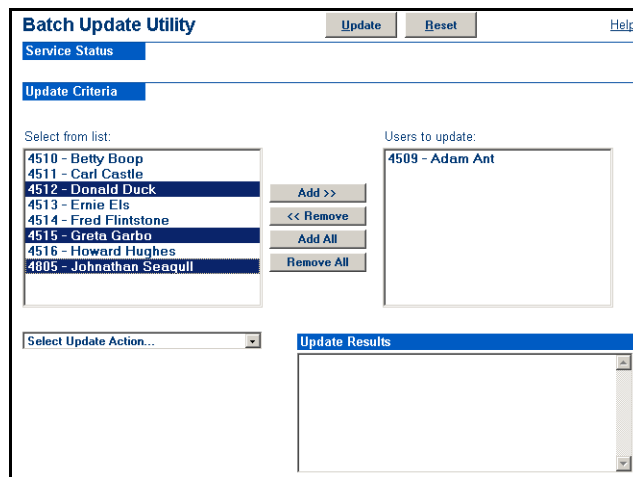 Batch Update Utility
Update
Reset
Help
Service Status
Update Criteria
Select from list:
Users to update:
4510 - Betty Boop
4511 - Carl Castle
4512 - Donald Duck
4513 - Ernie Els
4514 - Fred Flintstone
4515 - Greta Garbo
4516 - Howard Hughes
4805 - Johnathan Seagull
Add >>
<< Remove
Add All
Remove All
4509 - Adam Ant
Select Update Action...
Update Results